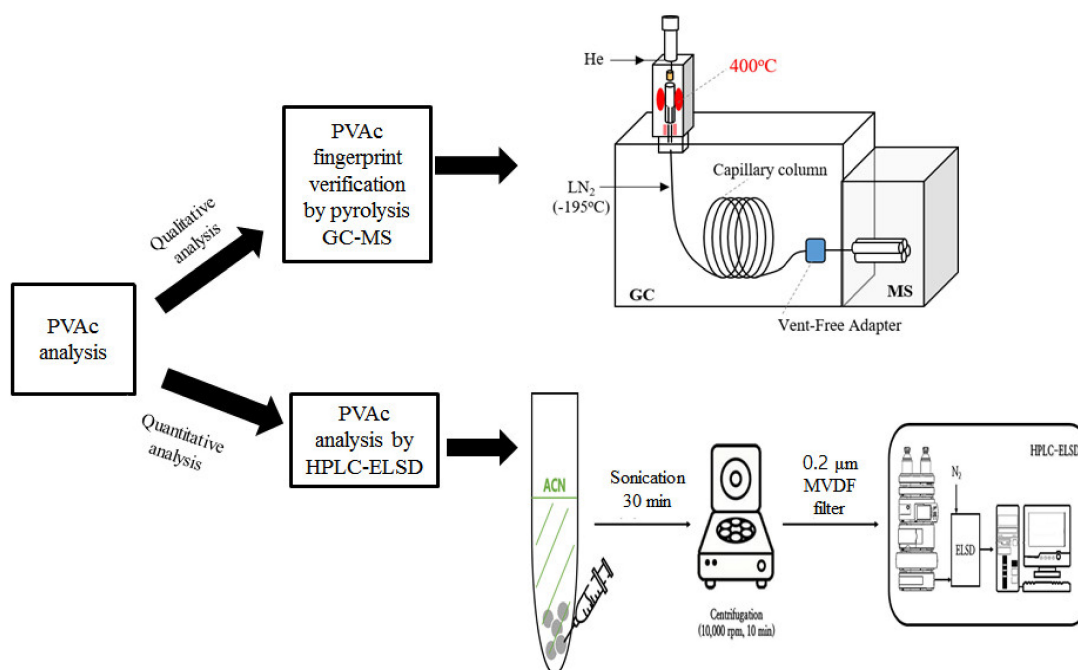 PVAc
analysis
Qualitative
analysis
PVAc
fingerprint
verification
by pyrolysis
GC-MS
He
400°C
LN₂
(-195°C)
Capillary column
GC
MS
Vent-Free Adapter
Quantitative
analysis
PVAc
analysis by
HPLC-ELSD
ACN
Sonication
30 min
Centrifugation
(10,000 rpm, 10 min)
0.2 μm
MVDF
filter
HPLC-ELSD
N₂
ELSD